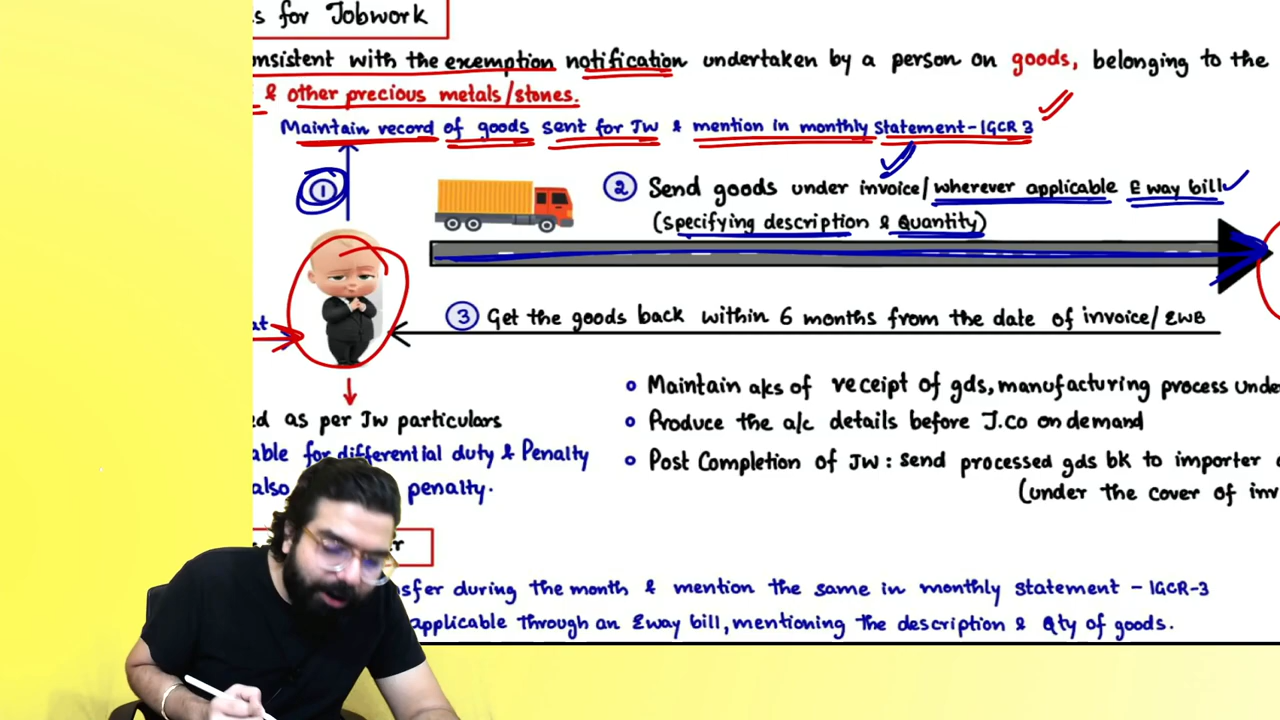 s for Jobwork
nsistent with the exemption notification undertaken by a person on goods, belonging to the
& other precious metals/stones.
Maintain record of goods sent for JW & mention in monthly Statement-IGCR 3
1
2 Send goods under invoice/wherever applicable E way bill
(specifying description & Quantity)
3 Get the goods back within 6 months from the date of invoice/EWB
at
Maintain a/cs of receipt of gds, manufacturing process unde
ed as per JW particulars
Produce the a/c details before J.Co on demand
able for differential duty & Penalty
Post Completion of JW: Send processed gds bk to importer
also penalty.
(under the cover of inv
r
sfer during the month & mention the same in monthly statement - IGCR-3
applicable through an Eway bill, mentioning the description & Qty of goods.